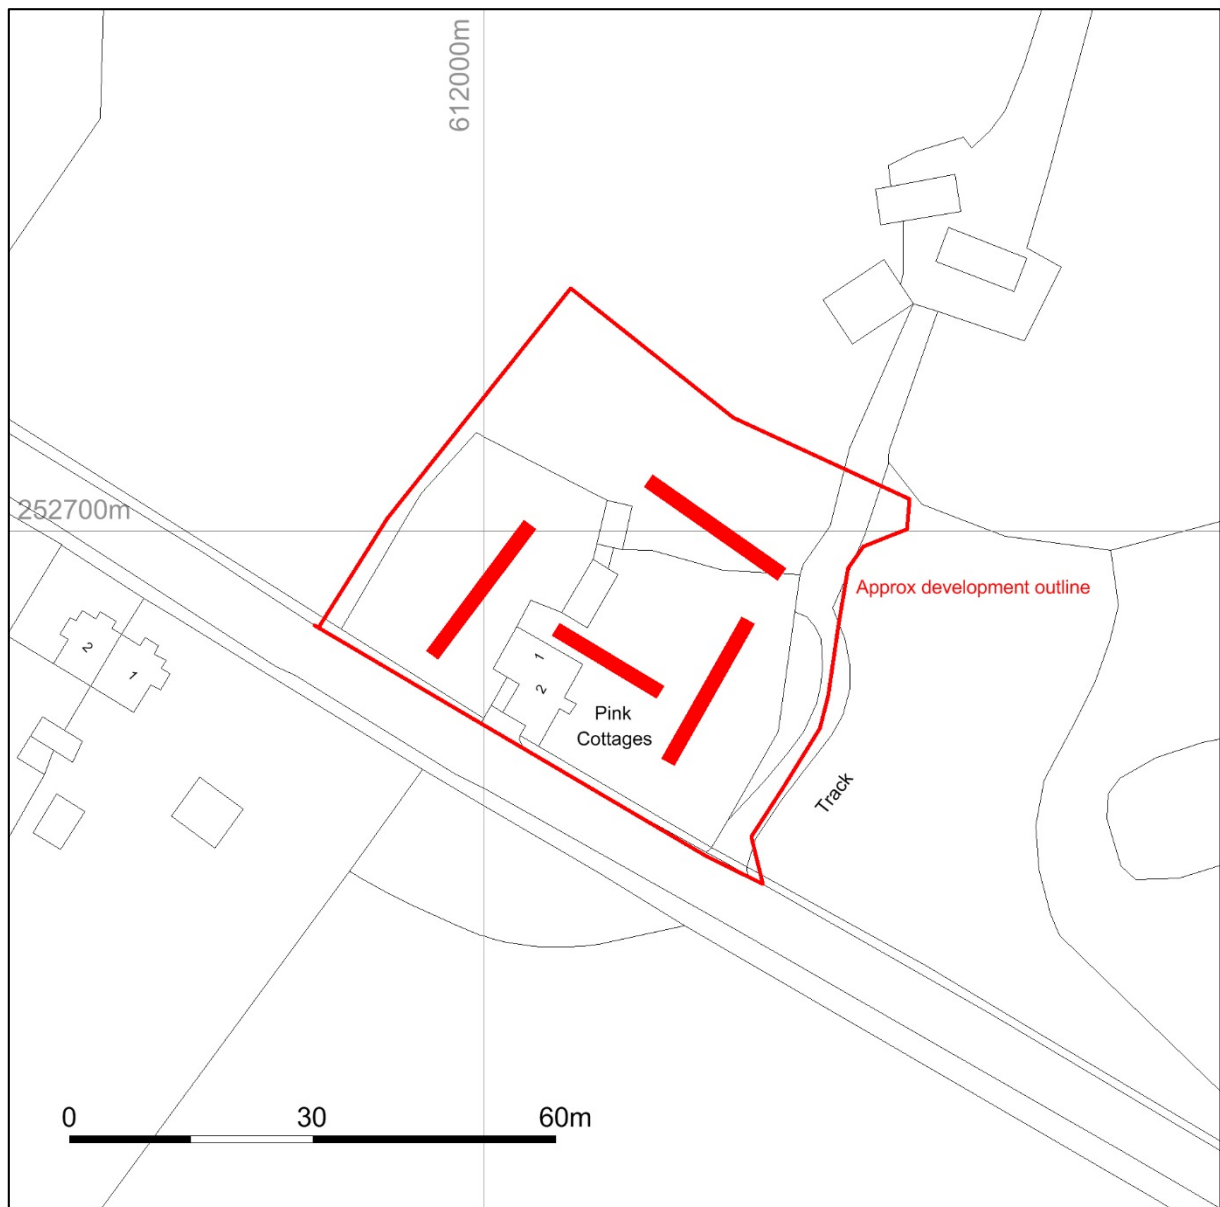 612000m
252700m
Approx development outline
2
1
1
2
Pink
Cottages
Track
0 30 60m